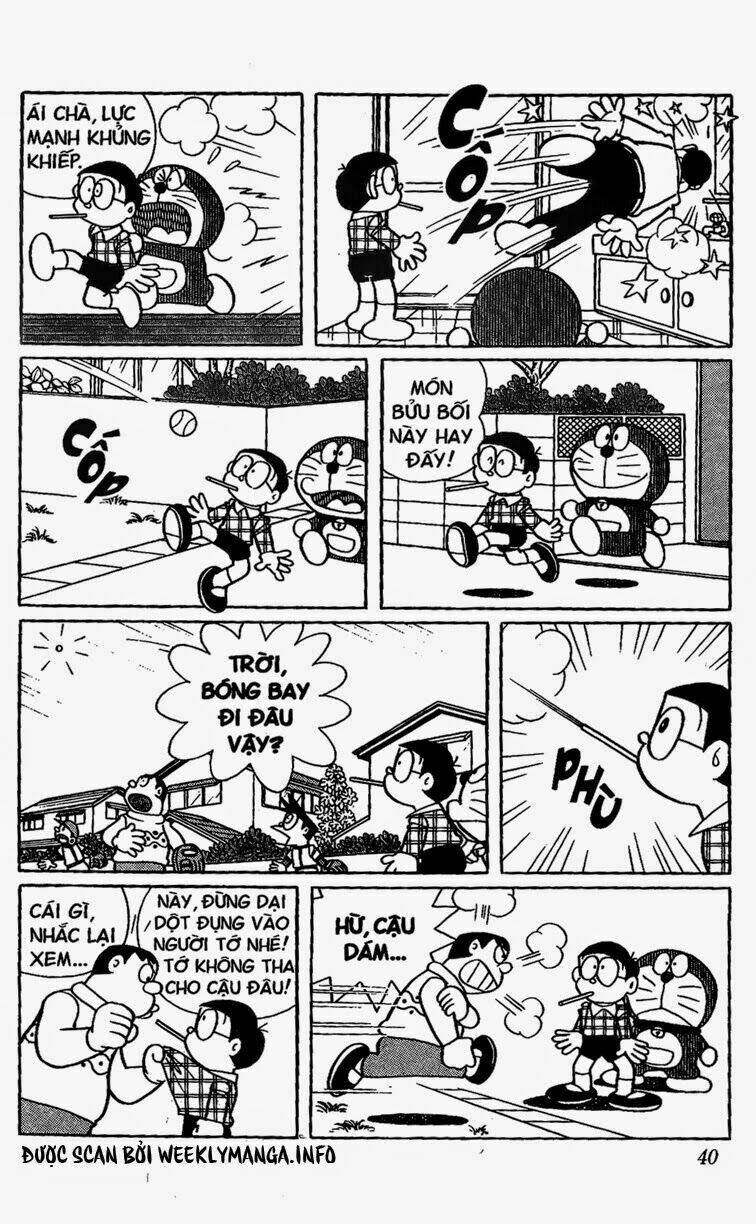 ÁI CHÀ, LỰC
MẠNH KHỦNG
KHIẾP.
CỐP
CỐP
MÓN
BỬU BỐI
NÀY HAY
ĐẤY!
TRỜI,
BÓNG BAY
ĐI ĐÂU
VẬY?
PHÙ
CÁI GÌ,
NHẮC LẠI
XEM...
NÀY, ĐỪNG DẠI
DỘT ĐỤNG VÀO
NGƯỜI TỚ NHÉ!
TỚ KHÔNG THA
CHO CẬU ĐÂU!
HỪ, CẬU
DÁM...
ĐƯỢC SCAN BỞI WEEKLYMANGA.INFO
40